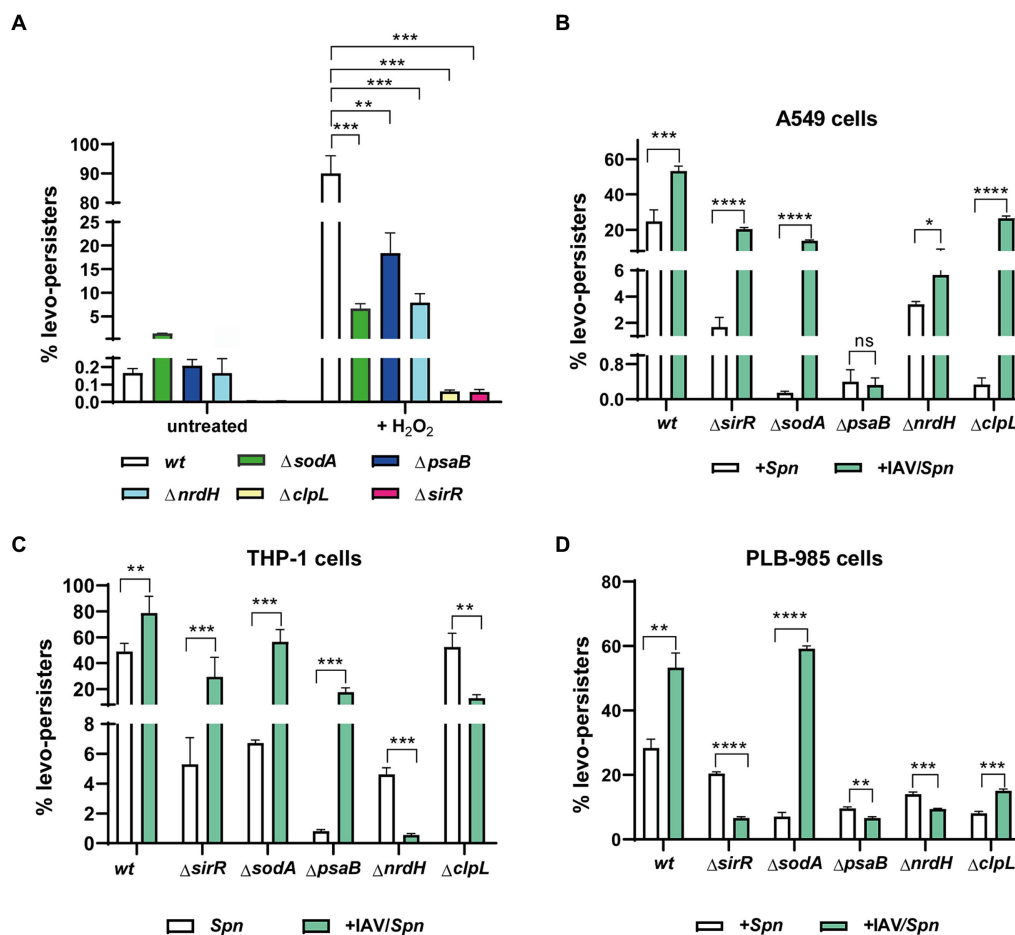 A
***
***
***
**
***
% levo-persisters
100
90
80
25
20
15
10
5
0.2
0.1
0.0
untreated
+ H₂O₂
wt
ΔsodA
ΔpsaB
ΔnrdH
ΔclpL
ΔsirR
B
A549 cells
% levo-persisters
60
40
20
6
4
2
0.8
0.0
***
****
****
ns
*
****
wt
ΔsirR
ΔsodA
ΔpsaB
ΔnrdH
ΔclpL
+Spn
+IAV/Spn
C
THP-1 cells
% levo-persisters
100
80
60
40
20
8
6
4
2
0
**
***
***
***
***
**
wt
ΔsirR
ΔsodA
ΔpsaB
ΔnrdH
ΔclpL
Spn
+IAV/Spn
D
PLB-985 cells
% levo-persisters
80
60
40
20
0
**
****
****
**
***
***
wt
ΔsirR
ΔsodA
ΔpsaB
ΔnrdH
ΔclpL
+Spn
+IAV/Spn